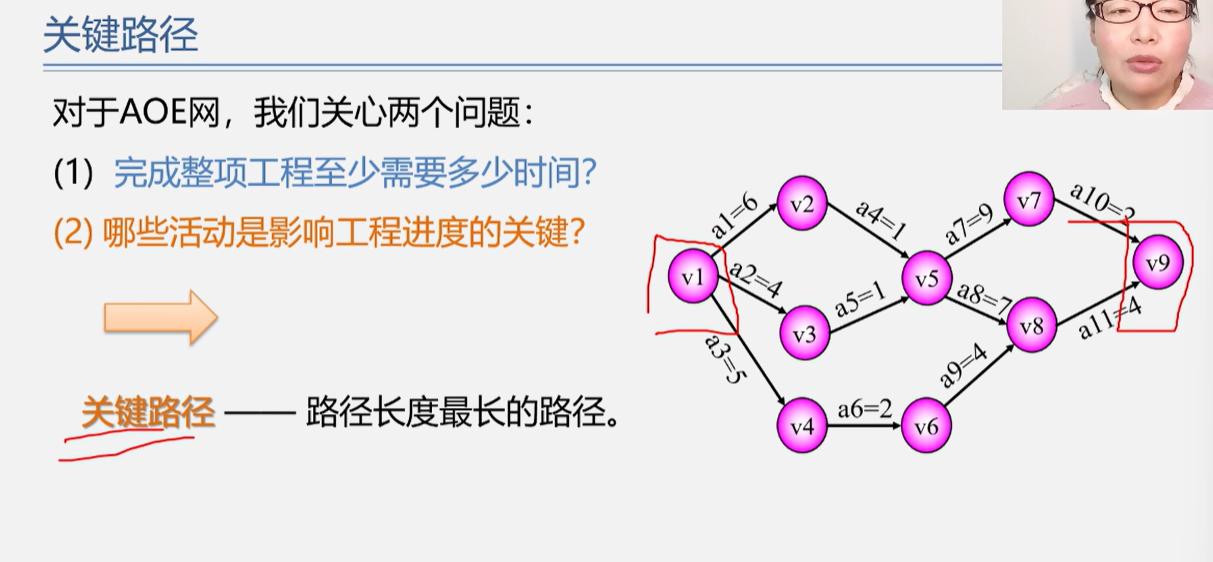 关键路径
对于AOE网，我们关心两个问题：
(1) 完成整项工程至少需要多少时间?
(2) 哪些活动是影响工程进度的关键?
关键路径 —— 路径长度最长的路径。
v1
v2
v3
v4
v5
v6
v7
v8
v9
a1=6
a2=4
a3=5
a4=1
a5=1
a6=2
a7=9
a8=7
a9=4
a10=
a11=4